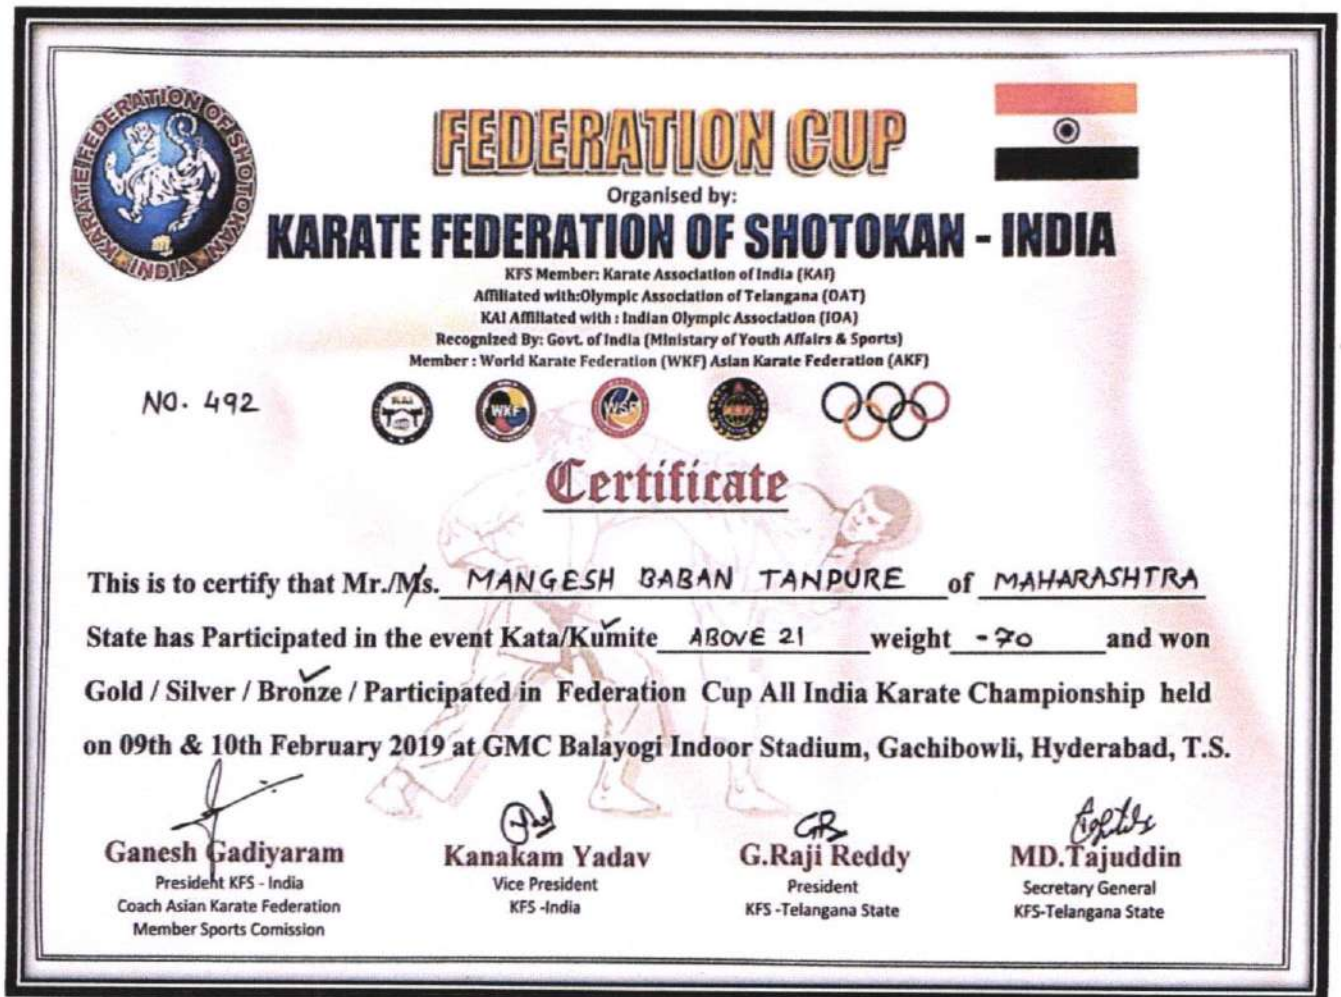 KARATE FEDERATION OF SHOTOKAN
INDIA
FEDERATION CUP
Organised by:
KARATE FEDERATION OF SHOTOKAN - INDIA
KFS Member: Karate Association of India (KAI)
Affiliated with:Olympic Association of Telangana (OAT)
KAI Affiliated with : Indian Olympic Association (IOA)
Recognized By: Govt. of India (Ministary of Youth Affairs & Sports)
Member : World Karate Federation (WKF) Asian Karate Federation (AKF)
NO. 492
KAI WKF WSF
Certificate
This is to certify that Mr./Ms. MANGESH BABAN TANPURE of MAHARASHTRA
State has Participated in the event Kata/Kumite ABOVE 21 weight -70 and won
Gold / Silver / Bronze / Participated in Federation Cup All India Karate Championship held
on 09th & 10th February 2019 at GMC Balayogi Indoor Stadium, Gachibowli, Hyderabad, T.S.
Ganesh Gadiyaram Kanakam Yadav G.Raji Reddy MD.Tajuddin
President KFS - India Vice President President Secretary General
Coach Asian Karate Federation KFS -India KFS -Telangana State KFS-Telangana State
Member Sports Comission